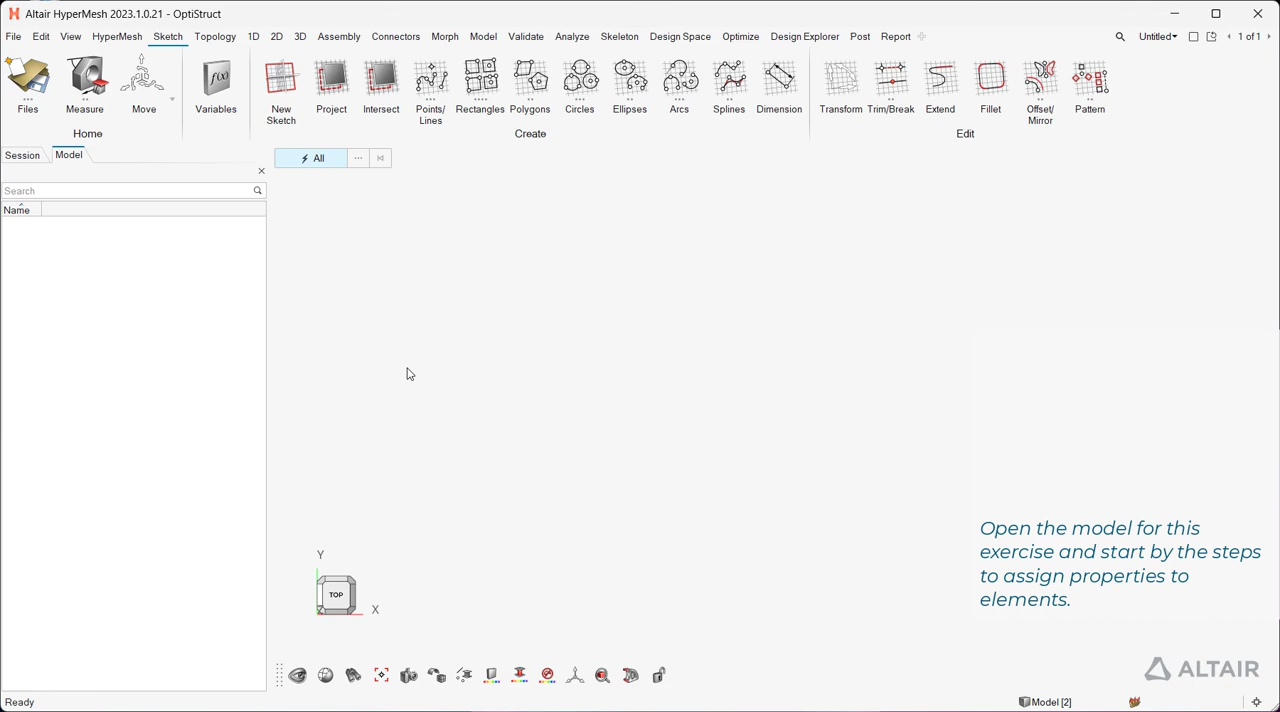 Altair HyperMesh 2023.1.0.21 - OptiStruct
File Edit View HyperMesh Sketch Topology 1D 2D 3D Assembly Connectors Morph Model Validate Analyze Skeleton Design Space Optimize Design Explorer Post Report Untitled 1 of 1
f(x)
Files Measure Move Variables New Sketch Project Intersect Points/ Lines Rectangles Polygons Circles Ellipses Arcs Splines Dimension Transform Trim/Break Extend Fillet Offset/ Mirror Pattern
Home Create Edit
Session Model
All
Search
Name
Open the model for this
exercise and start by the steps
to assign properties to
elements.
Y
TOP
Z X
ALTAIR
Ready Model [2]